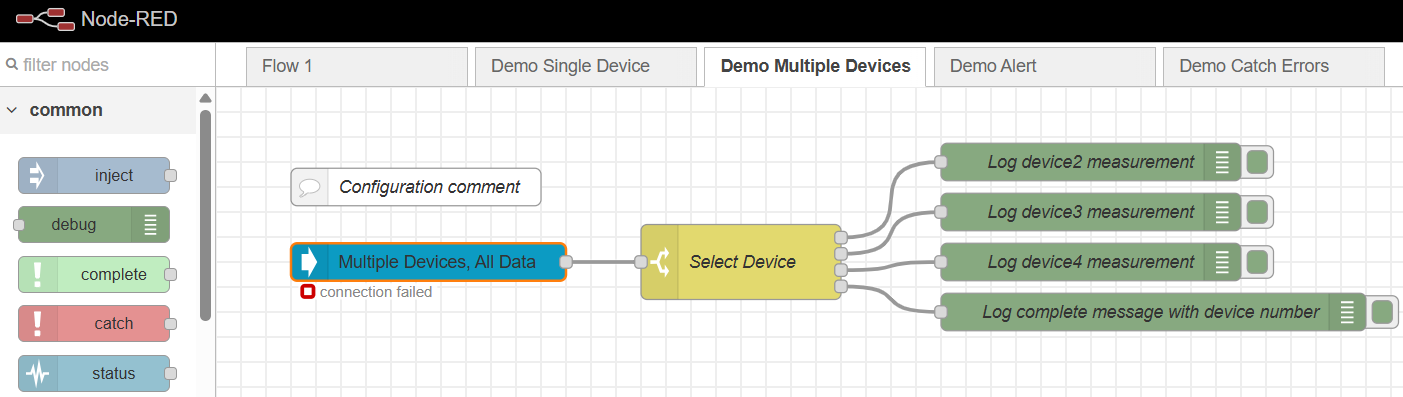 Node-RED
filter nodes
Flow 1
Demo Single Device
Demo Multiple Devices
Demo Alert
Demo Catch Errors
common
inject
debug
complete
catch
status
Configuration comment
Multiple Devices, All Data
connection failed
Select Device
Log device2 measurement
Log device3 measurement
Log device4 measurement
Log complete message with device number